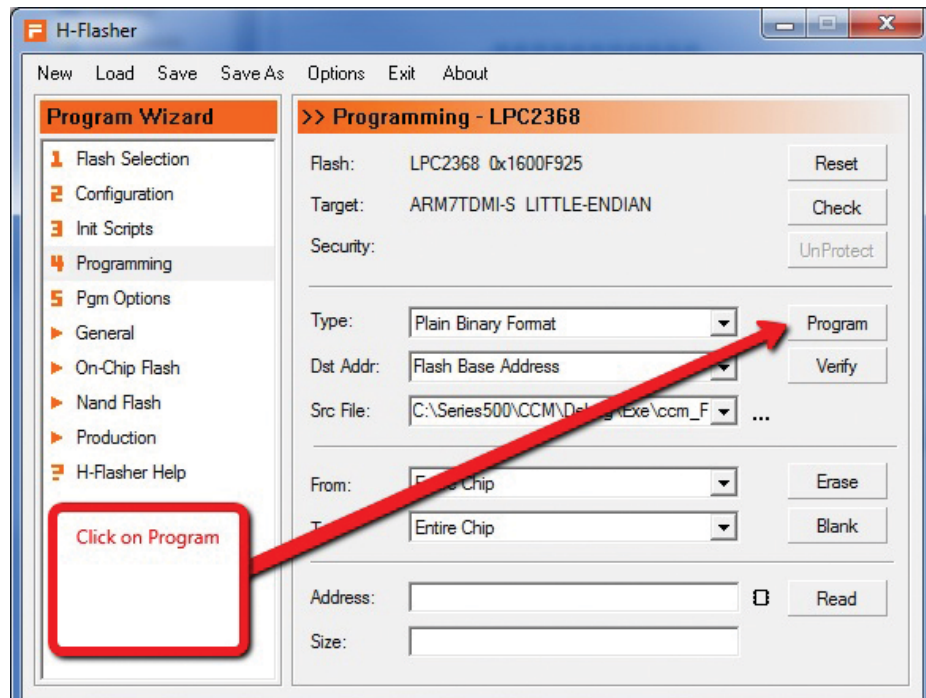 H-Flasher
New Load Save Save As Options Exit About
Program Wizard
1 Flash Selection
2 Configuration
3 Init Scripts
4 Programming
5 Pgm Options
General
On-Chip Flash
Nand Flash
Production
? H-Flasher Help
Click on Program
>> Programming - LPC2368
Flash: LPC2368 0x1600F925 Reset
Target: ARM7TDMI-S LITTLE-ENDIAN Check
Security: UnProtect
Type: Plain Binary Format Program
Dst Addr: Flash Base Address Verify
Src File: C:\Series500\CCM\Debug\Exe\ccm_F ...
From: Entire Chip Erase
Entire Chip Blank
Address: Read
Size: